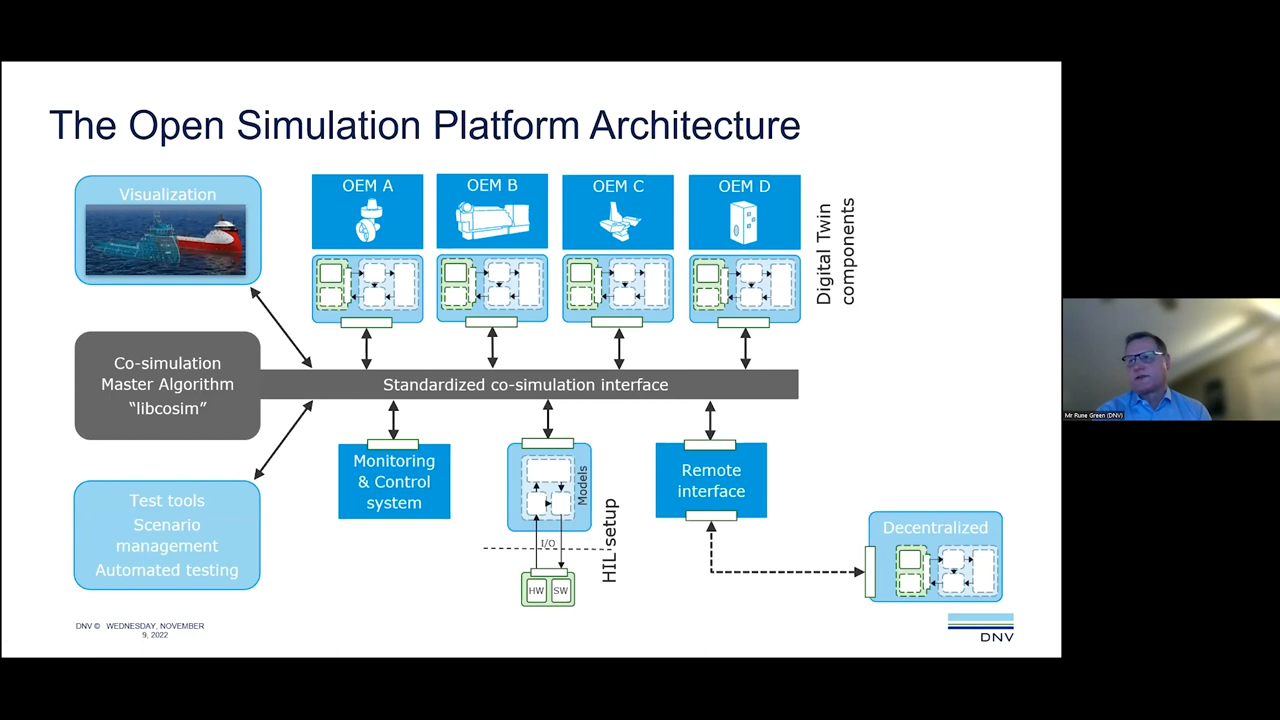 The Open Simulation Platform Architecture
Visualization
OEM A
OEM B
OEM C
OEM D
Digital Twin
components
Co-simulation
Master Algorithm
“libcosim”
Standardized co-simulation interface
Test tools
Scenario
management
Automated testing
Monitoring
& Control
system
Models
I/O
HW
SW
HIL setup
Remote
interface
Decentralized
DNV ©
WEDNESDAY, NOVEMBER
9, 2022
DNV
Mr Rune Green (DNV)